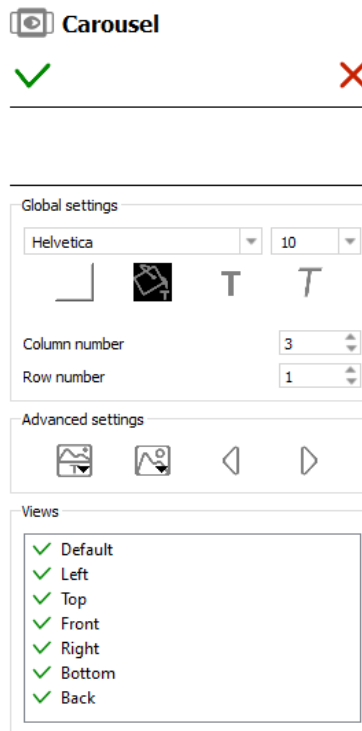 Carousel
Global settings
Helvetica 10
T T
Column number 3
Row number 1
Advanced settings
Views
Default
Left
Top
Front
Right
Bottom
Back